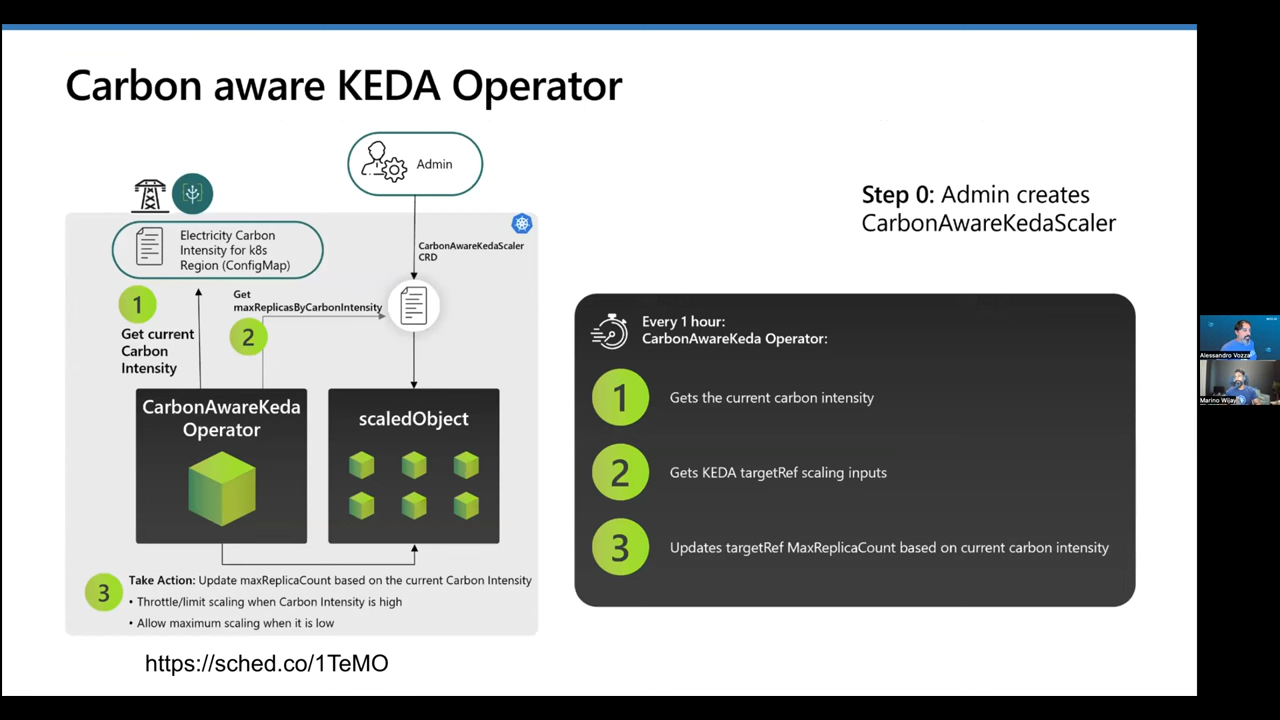 Carbon aware KEDA Operator
Admin
Step 0: Admin creates
CarbonAwareKedaScaler
Electricity Carbon
Intensity for k8s
Region (ConfigMap)
CarbonAwareKedaScaler
CRD
1
Get current
Carbon
Intensity
Get
maxReplicasByCarbonIntensity
2
CarbonAwareKeda
Operator
scaledObject
3
Take Action: Update maxReplicaCount based on the current Carbon Intensity
• Throttle/limit scaling when Carbon Intensity is high
• Allow maximum scaling when it is low
https://sched.co/1TeMO
Every 1 hour:
CarbonAwareKeda Operator:
1
Gets the current carbon intensity
2
Gets KEDA targetRef scaling inputs
3
Updates targetRef MaxReplicaCount based on current carbon intensity
Alessandro Vozza
Marino Wijay